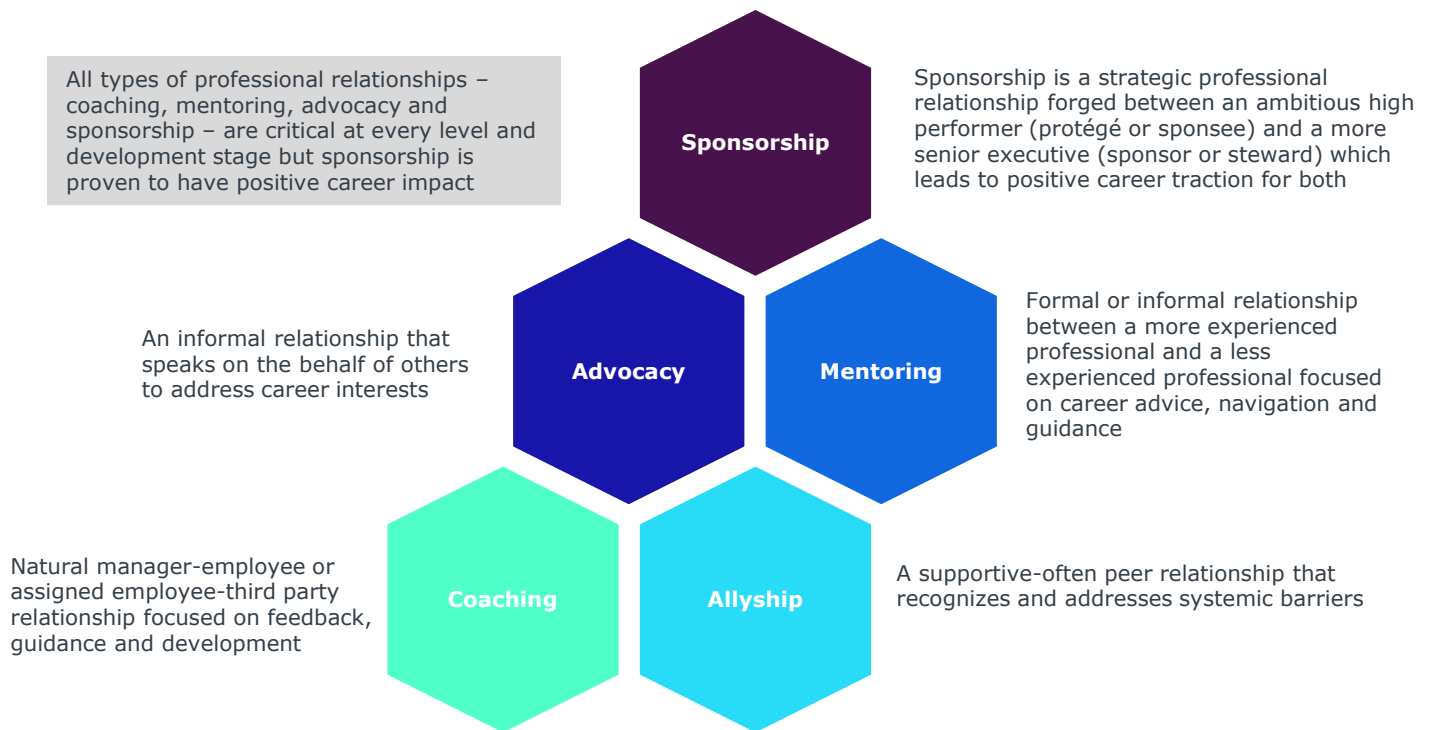 All types of professional relationships –
coaching, mentoring, advocacy and
sponsorship – are critical at every level and
development stage but sponsorship is
proven to have positive career impact
Sponsorship
Sponsorship is a strategic professional
relationship forged between an ambitious high
performer (protégé or sponsee) and a more
senior executive (sponsor or steward) which
leads to positive career traction for both
An informal relationship that
speaks on the behalf of others
to address career interests
Advocacy
Mentoring
Formal or informal relationship
between a more experienced
professional and a less
experienced professional focused
on career advice, navigation and
guidance
Natural manager-employee or
assigned employee-third party
relationship focused on feedback,
guidance and development
Coaching
Allyship
A supportive-often peer relationship that
recognizes and addresses systemic barriers